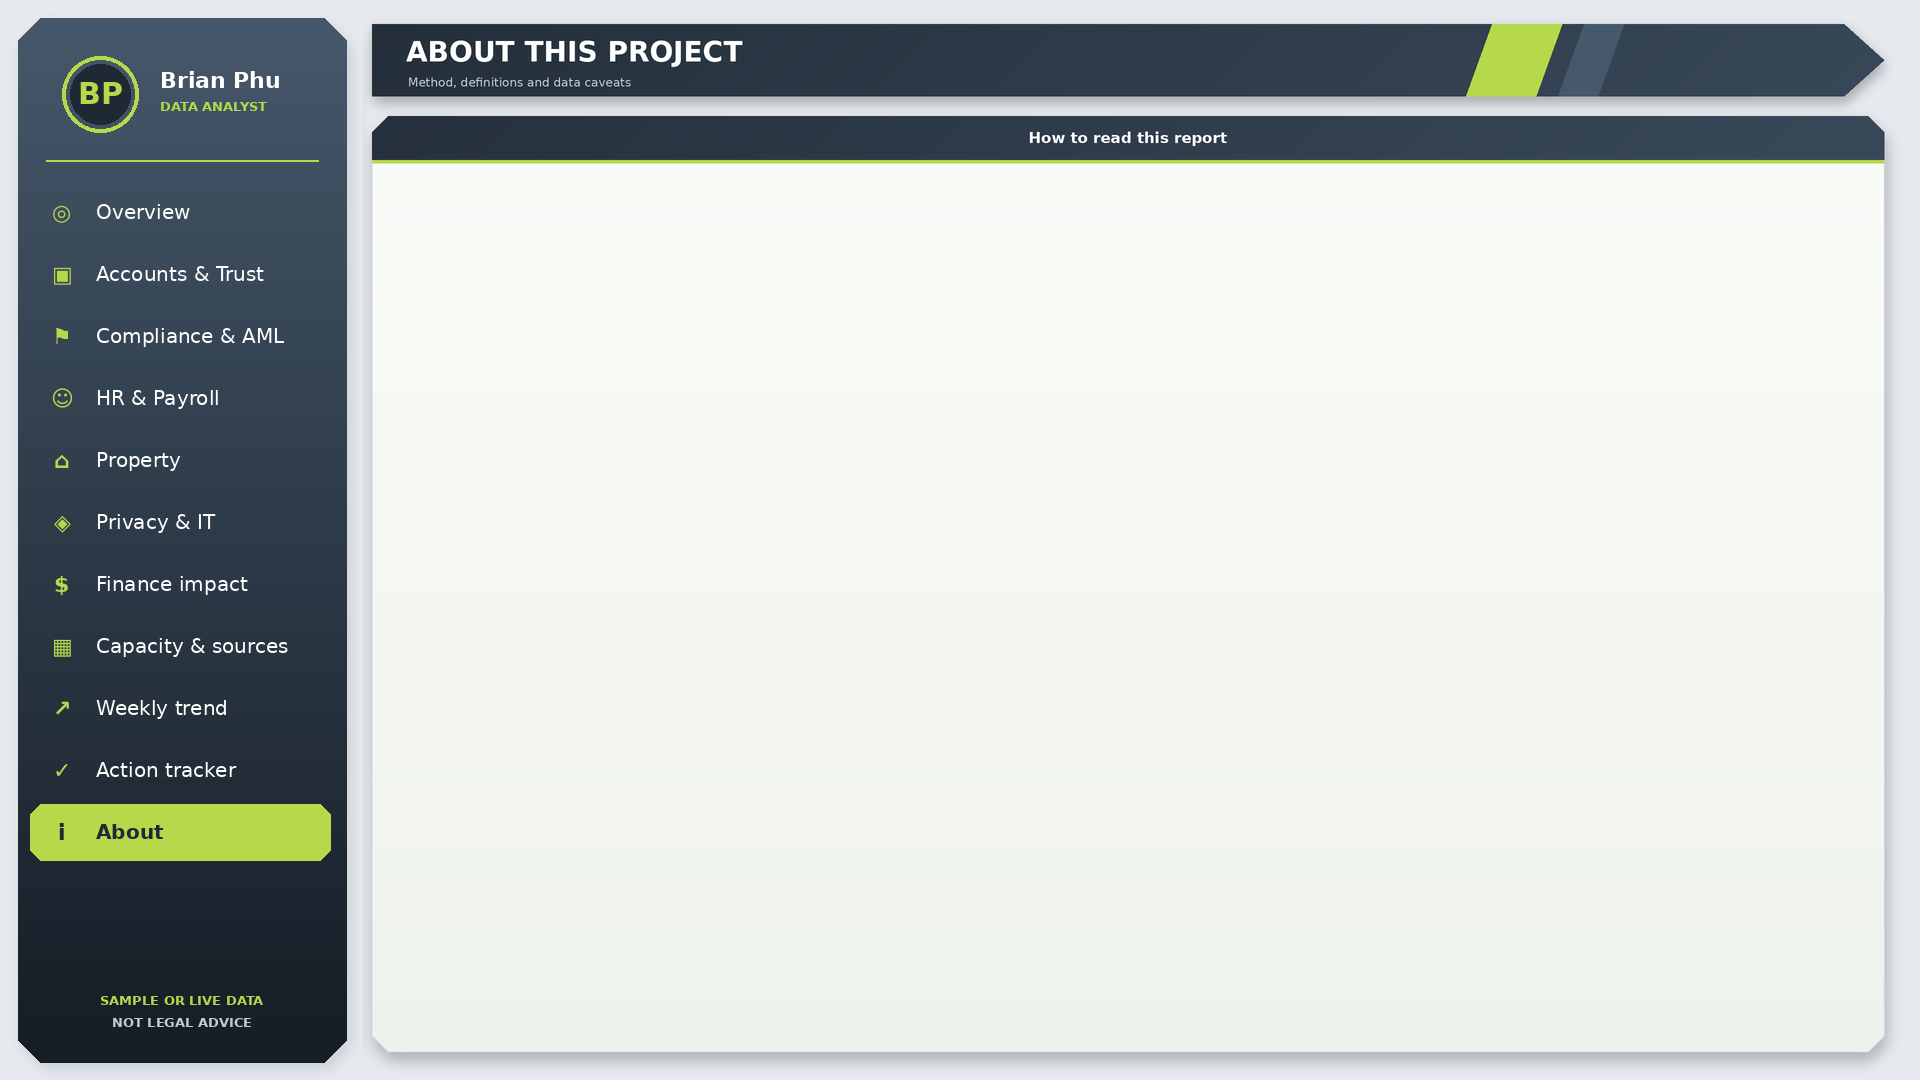 BP
Brian Phu
DATA ANALYST
Overview
Accounts & Trust
Compliance & AML
HR & Payroll
Property
Privacy & IT
$ Finance impact
Capacity & sources
Weekly trend
Action tracker
i About
SAMPLE OR LIVE DATA
NOT LEGAL ADVICE
ABOUT THIS PROJECT
Method, definitions and data caveats
How to read this report